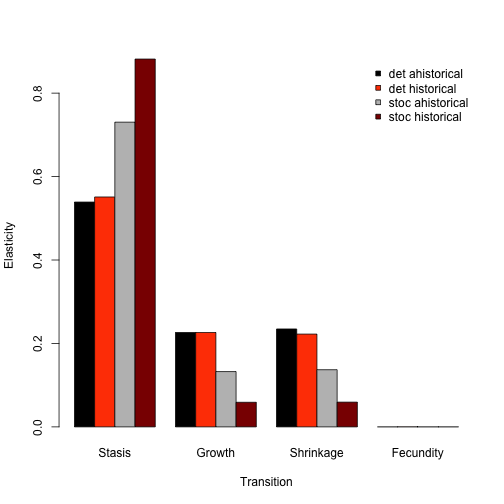 det ahistorical
det historical
stoc ahistorical
stoc historical
Elasticity
0.8
0.6
0.4
0.2
0.0
Stasis Growth Shrinkage Fecundity
Transition